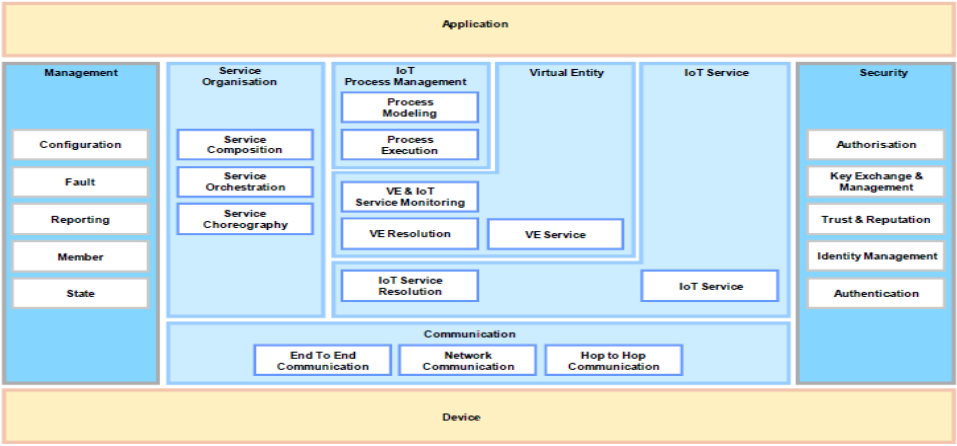 Application
Management
Configuration
Fault
Reporting
Member
State
Service
Organisation
Service
Composition
Service
Orchestration
Service
Choreography
IoT
Process Management
Process
Modeling
Process
Execution
Virtual Entity
VE & IoT
Service Monitoring
VE Resolution
VE Service
IoT Service
IoT Service
Resolution
IoT Service
Communication
End To End
Communication
Network
Communication
Hop to Hop
Communication
Security
Authorisation
Key Exchange &
Management
Trust & Reputation
Identity Management
Authentication
Device